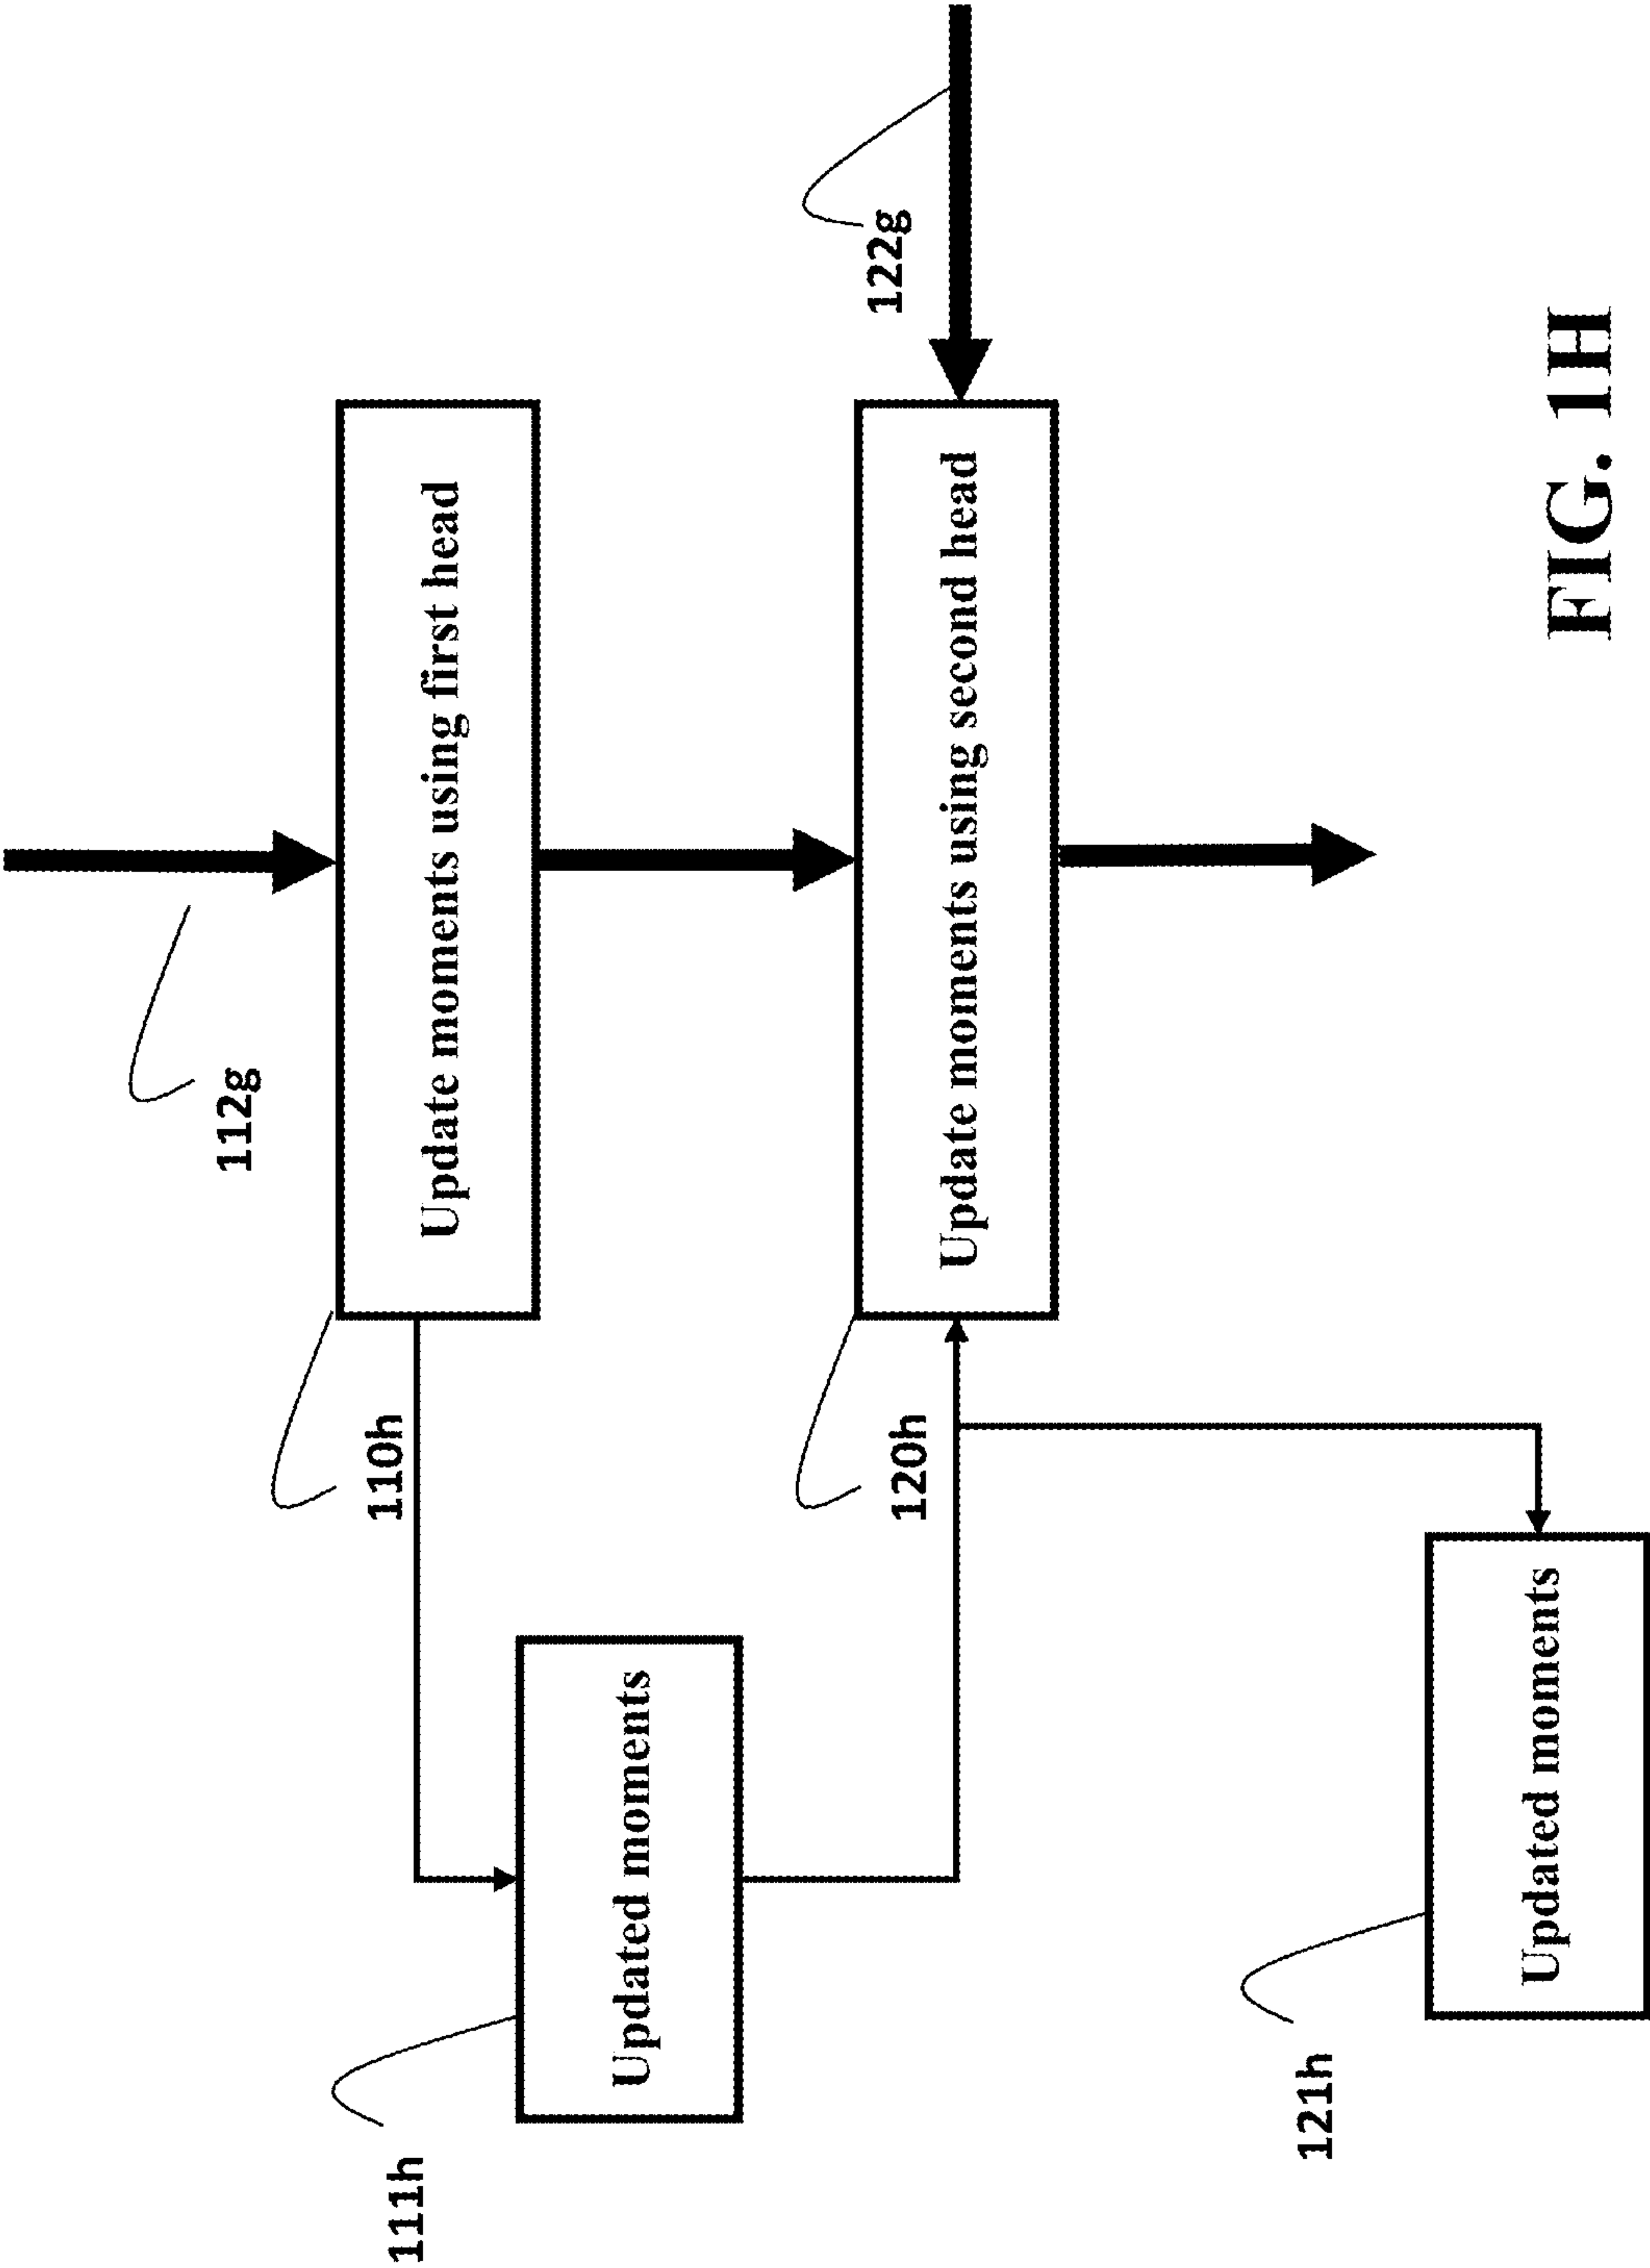 112g
111h
110h
Update moments using first head
Updated moments
120h
122g
Update moments using second head
121h
Updated moments
FIG. 1H